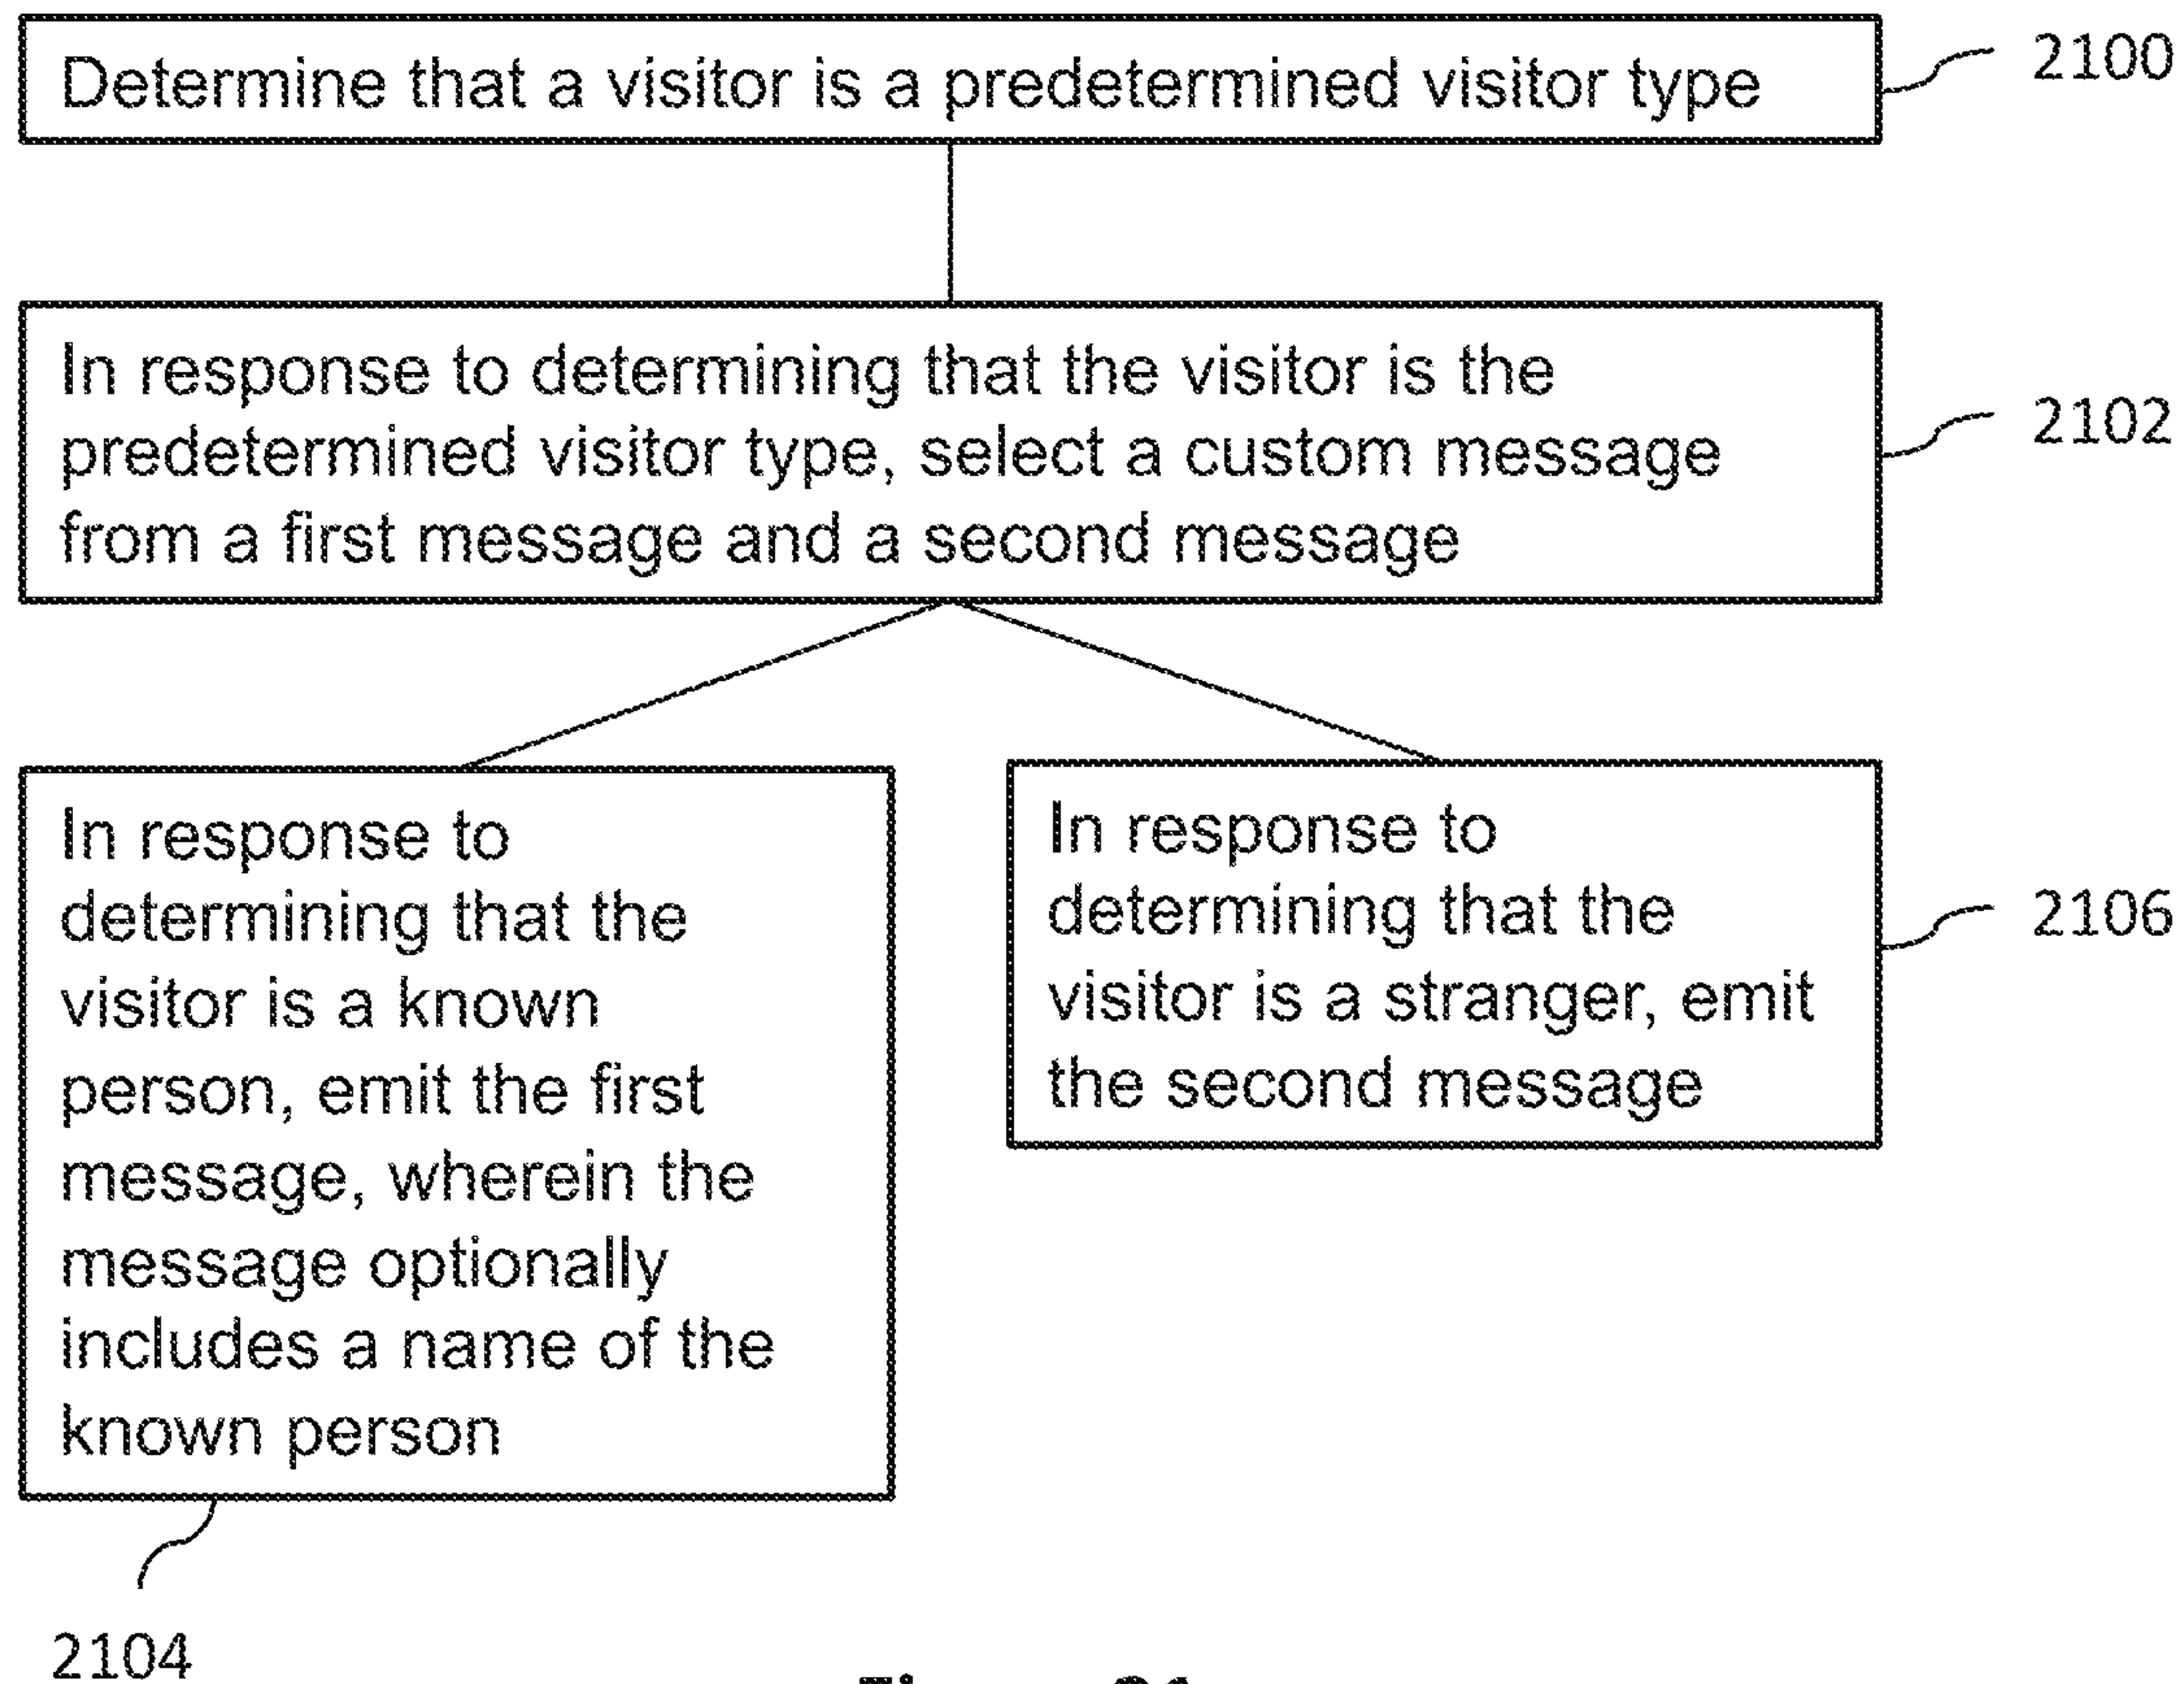 Determine that a visitor is a predetermined visitor type
2100
In response to determining that the visitor is the
predetermined visitor type, select a custom message
from a first message and a second message
2102
In response to
determining that the
visitor is a known
person, emit the first
message, wherein the
message optionally
includes a name of the
known person
2104
In response to
determining that the
visitor is a stranger, emit
the second message
2106